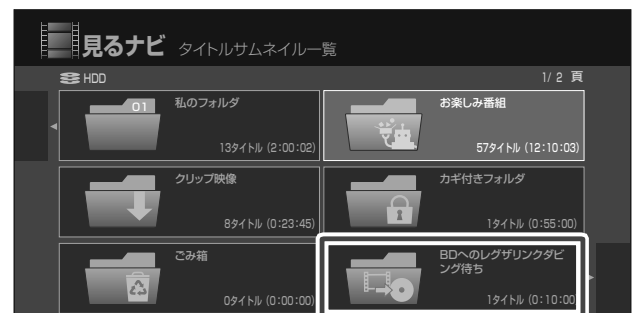 見るナビ タイトルサムネイル一覧
HDD 1/ 2 頁
01 私のフォルダ
13タイトル (2:00:02)
お楽しみ番組
57タイトル (12:10:03)
クリップ映像
8タイトル (0:23:45)
カギ付きフォルダ
1タイトル (0:55:00)
ごみ箱
0タイトル (0:00:00)
BDへのレグザリンクダビ
ング待ち
1タイトル (0:10:00